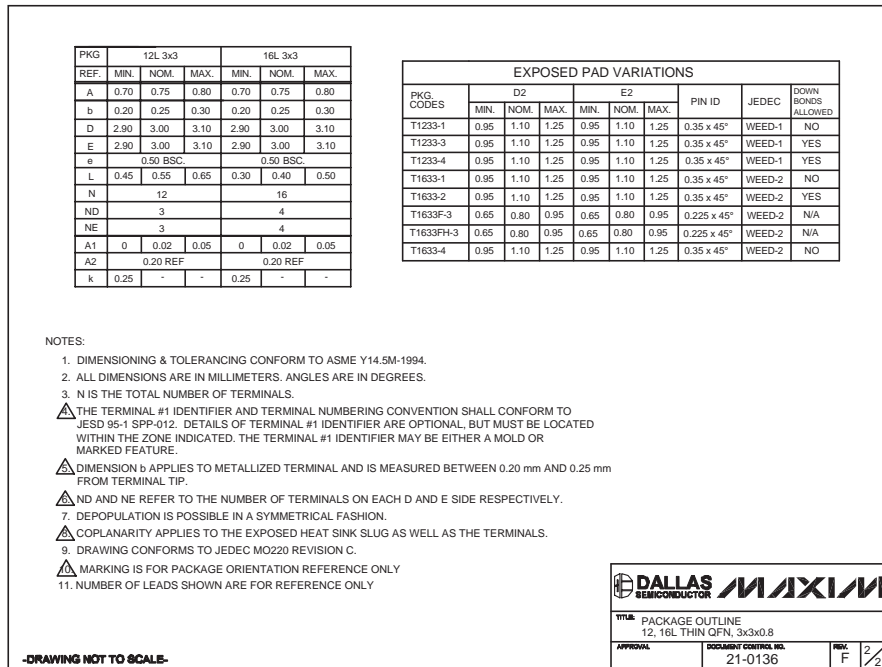 PKG 12L 3x3 16L 3x3
REF. MIN. NOM. MAX. MIN. NOM. MAX.
A 0.70 0.75 0.80 0.70 0.75 0.80
b 0.20 0.25 0.30 0.20 0.25 0.30
D 2.90 3.00 3.10 2.90 3.00 3.10
E 2.90 3.00 3.10 2.90 3.00 3.10
e 0.50 BSC. 0.50 BSC.
L 0.45 0.55 0.65 0.30 0.40 0.50
N 12 16
ND 3 4
NE 3 4
A1 0 0.02 0.05 0 0.02 0.05
A2 0.20 REF 0.20 REF
k 0.25 - - 0.25 - -
EXPOSED PAD VARIATIONS
PKG. CODES D2 E2 PIN ID JEDEC DOWN BONDS ALLOWED
MIN. NOM. MAX. MIN. NOM. MAX.
T1233-1 0.95 1.10 1.25 0.95 1.10 1.25 0.35 x 45° WEED-1 NO
T1233-3 0.95 1.10 1.25 0.95 1.10 1.25 0.35 x 45° WEED-1 YES
T1233-4 0.95 1.10 1.25 0.95 1.10 1.25 0.35 x 45° WEED-1 YES
T1633-1 0.95 1.10 1.25 0.95 1.10 1.25 0.35 x 45° WEED-2 NO
T1633-2 0.95 1.10 1.25 0.95 1.10 1.25 0.35 x 45° WEED-2 YES
T1633F-3 0.65 0.80 0.95 0.65 0.80 0.95 0.225 x 45° WEED-2 N/A
T1633FH-3 0.65 0.80 0.95 0.65 0.80 0.95 0.225 x 45° WEED-2 N/A
T1633-4 0.95 1.10 1.25 0.95 1.10 1.25 0.35 x 45° WEED-2 NO
NOTES:
1. DIMENSIONING & TOLERANCING CONFORM TO ASME Y14.5M-1994.
2. ALL DIMENSIONS ARE IN MILLIMETERS. ANGLES ARE IN DEGREES.
3. N IS THE TOTAL NUMBER OF TERMINALS.
4. THE TERMINAL #1 IDENTIFIER AND TERMINAL NUMBERING CONVENTION SHALL CONFORM TO
JESD 95-1 SPP-012. DETAILS OF TERMINAL #1 IDENTIFIER ARE OPTIONAL, BUT MUST BE LOCATED
WITHIN THE ZONE INDICATED. THE TERMINAL #1 IDENTIFIER MAY BE EITHER A MOLD OR
MARKED FEATURE.
5. DIMENSION b APPLIES TO METALLIZED TERMINAL AND IS MEASURED BETWEEN 0.20 mm AND 0.25 mm
FROM TERMINAL TIP.
6. ND AND NE REFER TO THE NUMBER OF TERMINALS ON EACH D AND E SIDE RESPECTIVELY.
7. DEPOPULATION IS POSSIBLE IN A SYMMETRICAL FASHION.
8. COPLANARITY APPLIES TO THE EXPOSED HEAT SINK SLUG AS WELL AS THE TERMINALS.
9. DRAWING CONFORMS TO JEDEC MO220 REVISION C.
10. MARKING IS FOR PACKAGE ORIENTATION REFERENCE ONLY
11. NUMBER OF LEADS SHOWN ARE FOR REFERENCE ONLY
DALLAS SEMICONDUCTOR MAXIM
TITLE: PACKAGE OUTLINE
12, 16L THIN QFN, 3x3x0.8
APPROVAL DOCUMENT CONTROL NO. REV.
21-0136 F 2/2
-DRAWING NOT TO SCALE-